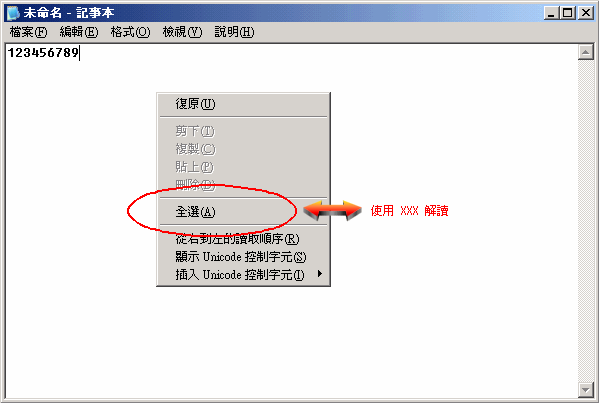 未命名 - 記事本
檔案(F) 編輯(E) 格式(O) 檢視(V) 說明(H)
123456789
復原(U)
剪下(T)
複製(C)
貼上(P)
刪除(D)
全選(A)
使用 XXX 解讀
從右到左的讀取順序(R)
顯示 Unicode 控制字元(S)
插入 Unicode 控制字元(I)